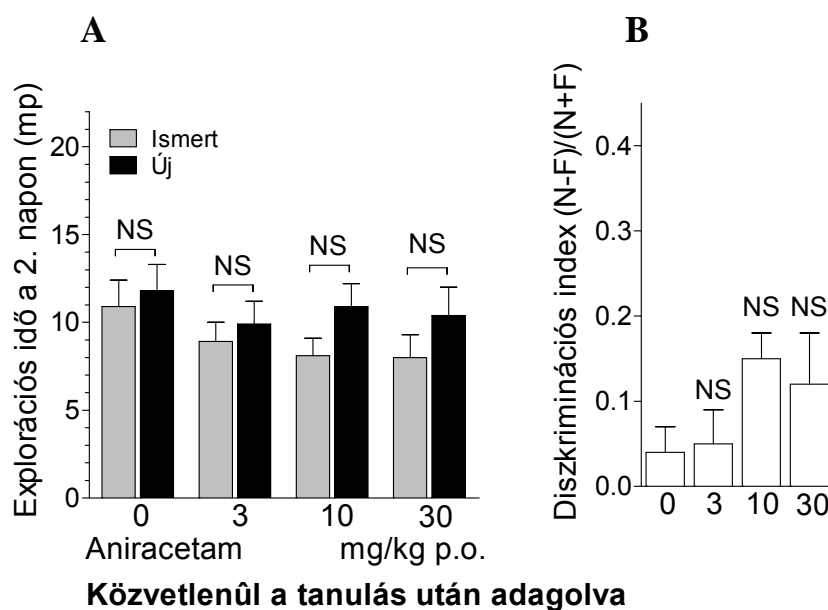 A
Explorációs idő a 2. napon (mp)
20
15
10
5
0
Ismert
Új
NS
NS
NS
NS
0 3 10 30
Aniracetam mg/kg p.o.
Közvetlenûl a tanulás után adagolva
B
Diszkriminációs index (N-F)/(N+F)
0.4
0.3
0.2
0.1
0.0
NS
NS
NS
0 3 10 30